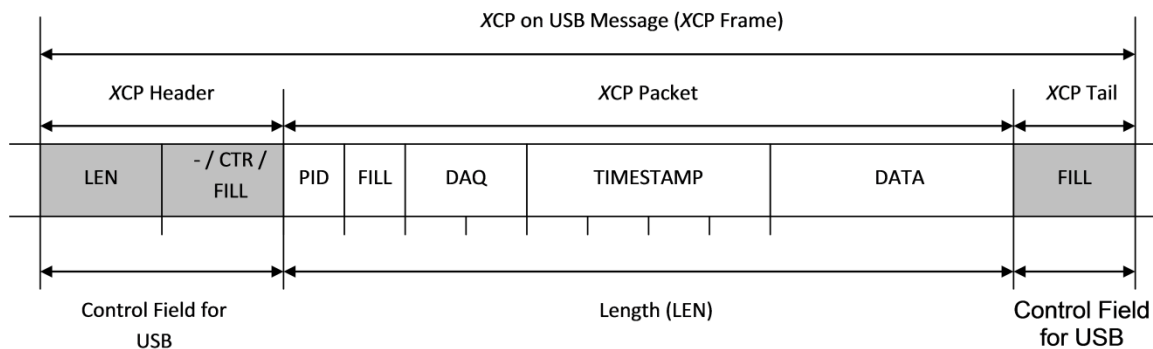 XCP on USB Message (XCP Frame)
XCP Header
XCP Packet
XCP Tail
LEN
- / CTR /
FILL
PID
FILL
DAQ
TIMESTAMP
DATA
FILL
Control Field for
USB
Length (LEN)
Control Field
for USB